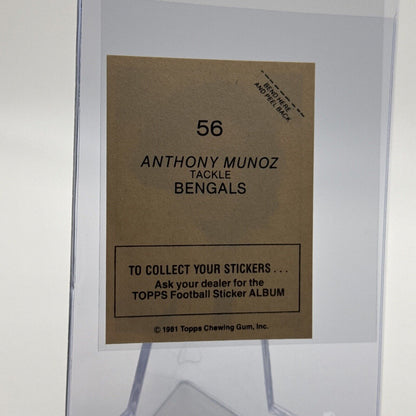 BEND HERE
AND PEEL BACK
56
ANTHONY MUNOZ
TACKLE
BENGALS
TO COLLECT YOUR STICKERS...
Ask your dealer for the
TOPPS Football Sticker ALBUM
© 1981 Topps Chewing Gum, Inc.